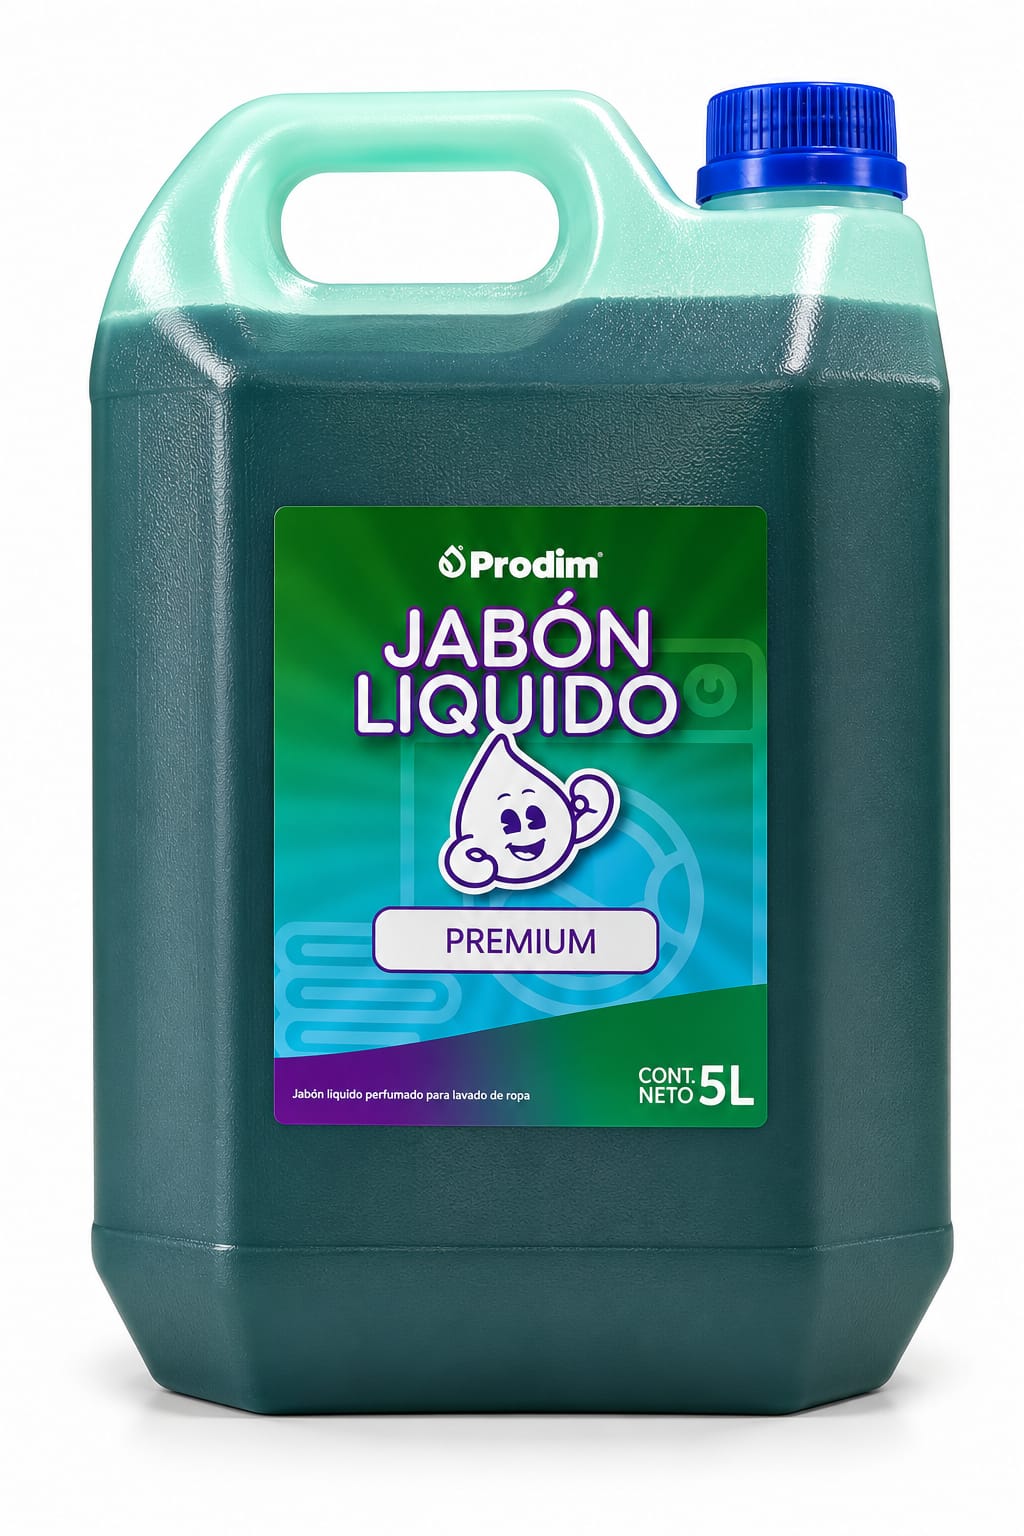 Prodim®
JABÓN
LIQUIDO
PREMIUM
Jabón liquido perfumado para lavado de ropa
CONT.
NETO 5L